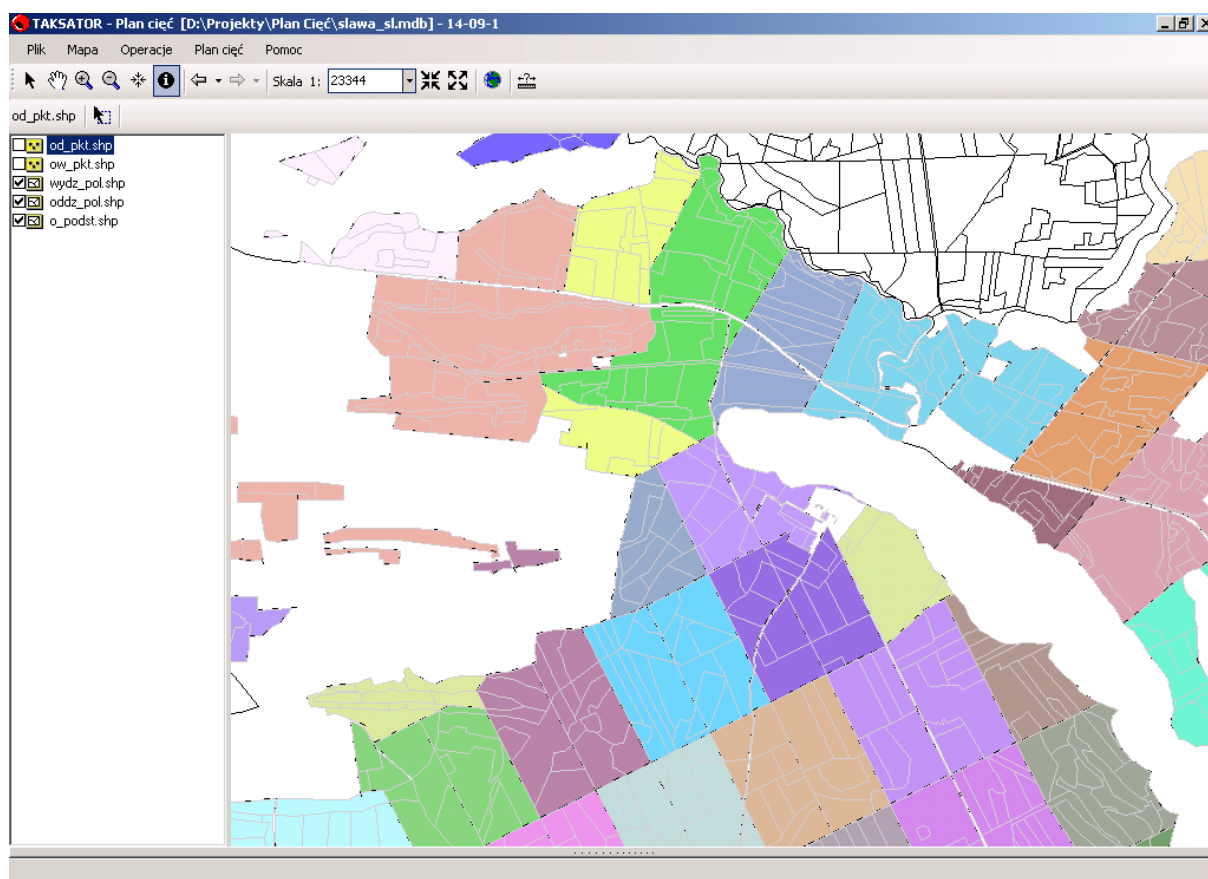 TAKSATOR - Plan cięć [D:\Projekty\Plan Cięć\slawa_sl.mdb] - 14-09-1
Plik Mapa Operacje Plan cięć Pomoc
Skala 1: 23344
od_pkt.shp
od_pkt.shp
ow_pkt.shp
wydz_pol.shp
oddz_pol.shp
o_podst.shp